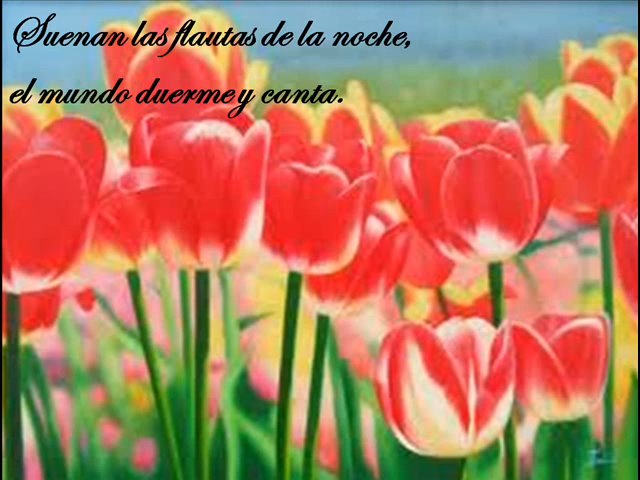 Suenan las flautas de la noche,
el mundo duerme y canta.